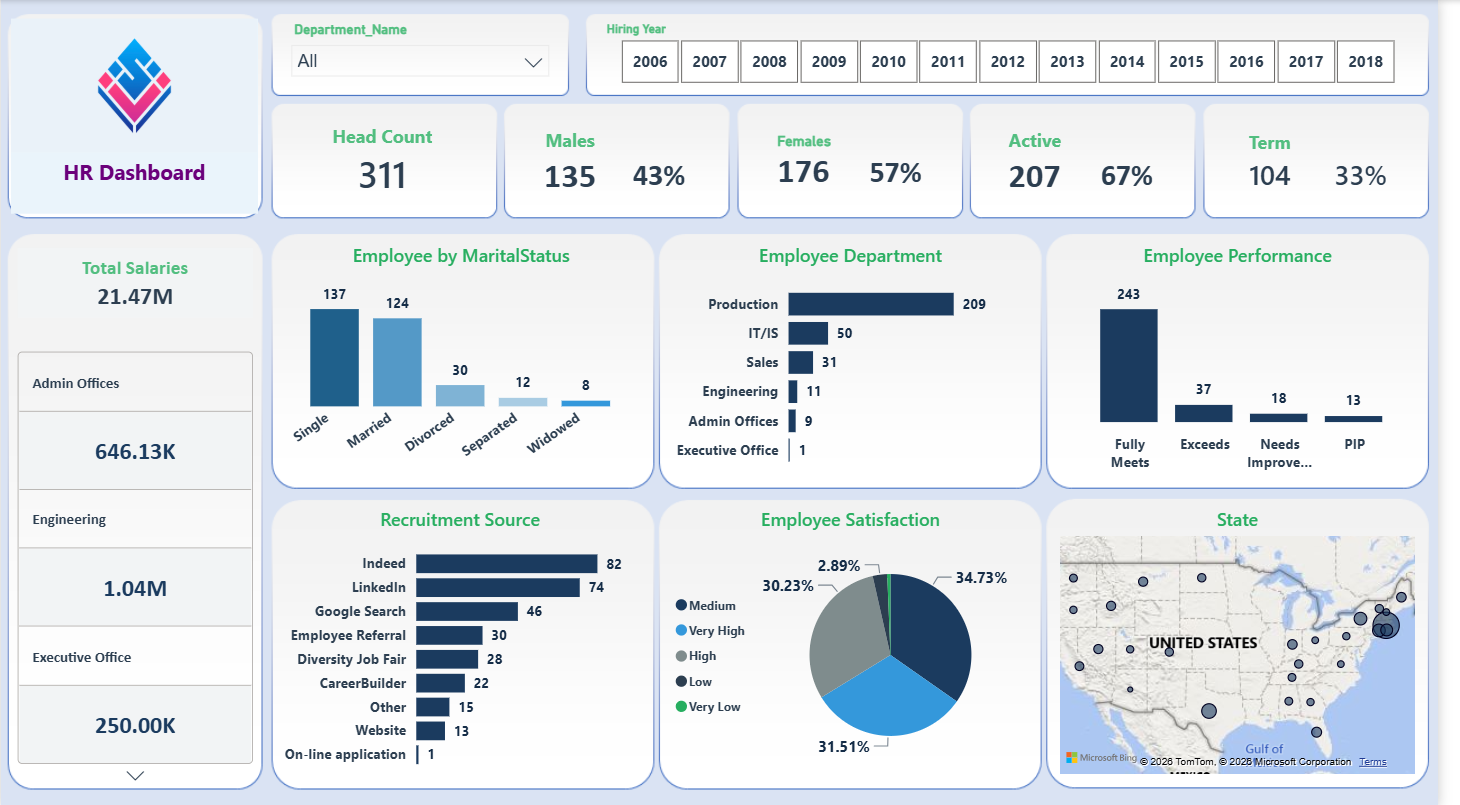 HR Dashboard
Department_Name
All
Hiring Year
2006 2007 2008 2009 2010 2011 2012 2013 2014 2015 2016 2017 2018
Head Count
311
Males
135 43%
Females
176 57%
Active
207 67%
Term
104 33%
Total Salaries
21.47M
Admin Offices
646.13K
Engineering
1.04M
Executive Office
250.00K
Employee by MaritalStatus
137
124
30
12
8
Single
Married
Divorced
Separated
Widowed
Employee Department
Production 209
IT/IS 50
Sales 31
Engineering 11
Admin Offices 9
Executive Office 1
Employee Performance
243
37
18
13
Fully
Meets
Exceeds
Needs
Improve...
PIP
Recruitment Source
Indeed 82
LinkedIn 74
Google Search 46
Employee Referral 30
Diversity Job Fair 28
CareerBuilder 22
Other 15
Website 13
On-line application 1
Employee Satisfaction
2.89%
34.73%
30.23%
31.51%
Medium
Very High
High
Low
Very Low
State
UNITED STATES
Gulf of
Microsoft Bing
© 2026 TomTom, © 2026 Microsoft Corporation Terms